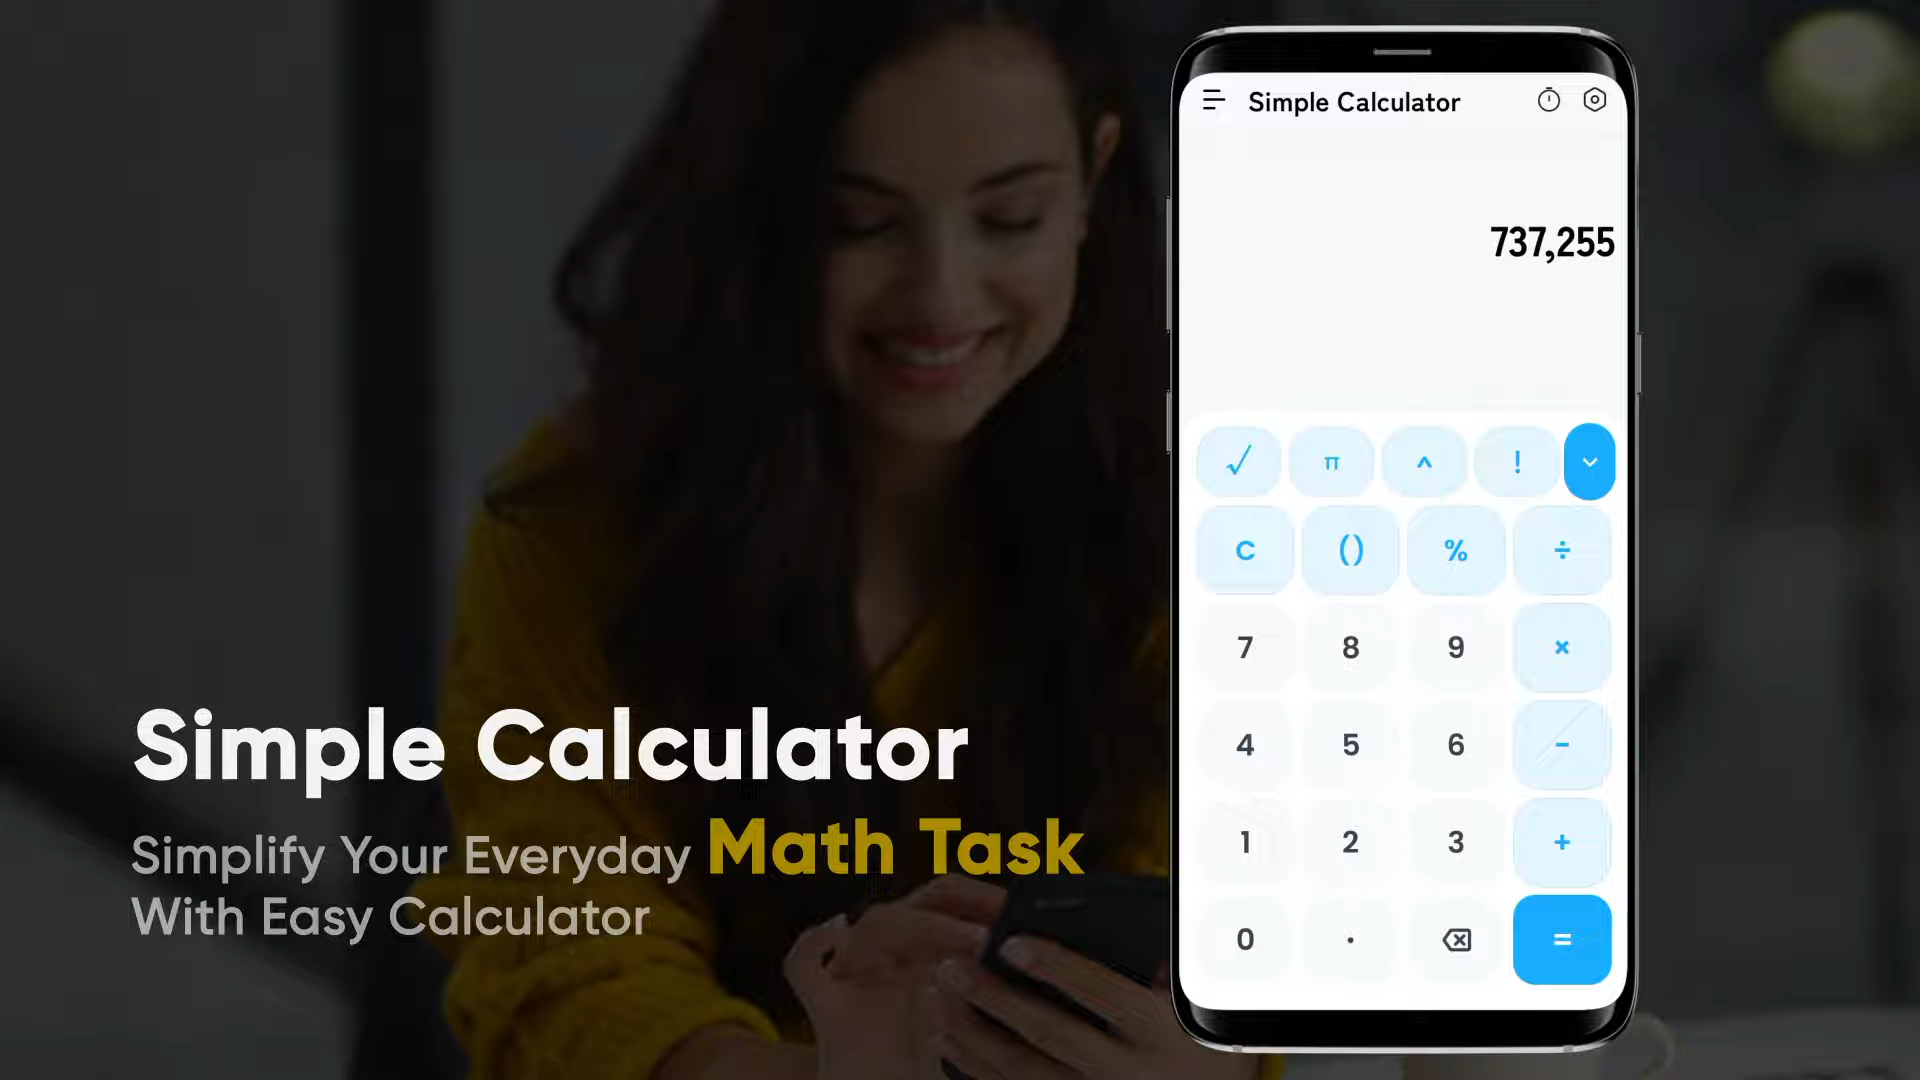 Simple Calculator
737,255
√ π ^ !
C () % ÷
7 8 9 ×
4 5 6 -
1 2 3 +
0 . =
Simple Calculator
Simplify Your Everyday Math Task
With Easy Calculator